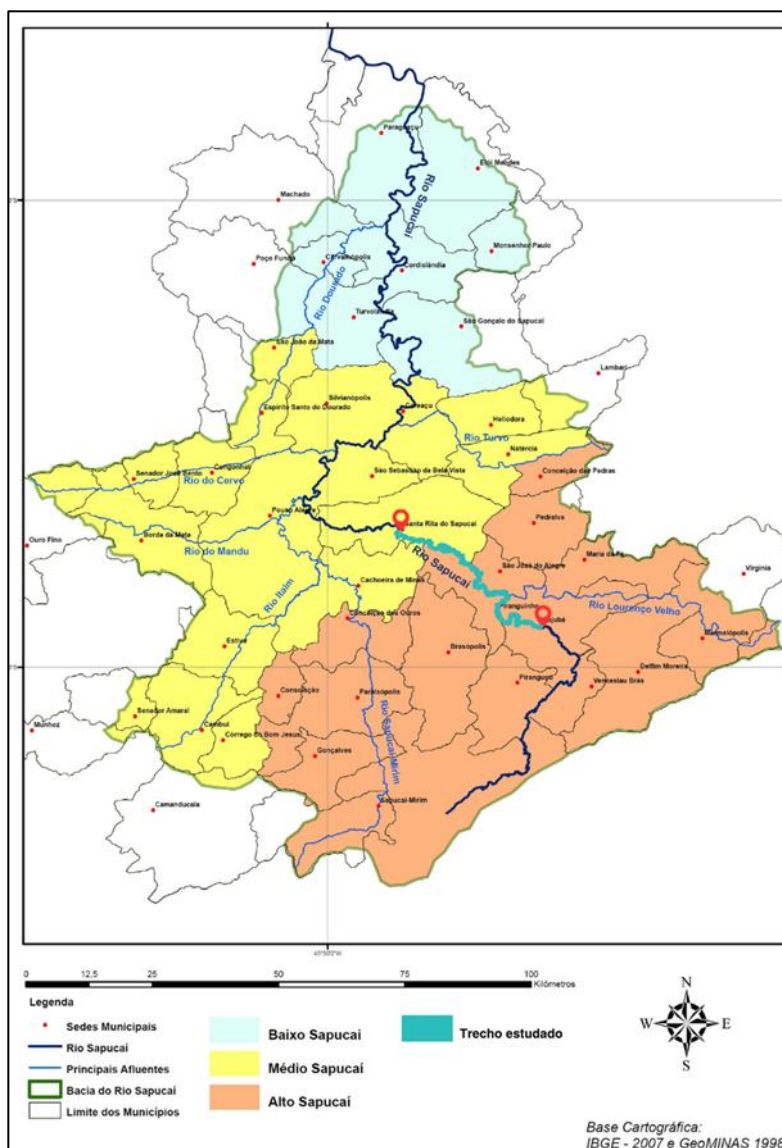 Paraguaçu
Elói Mendes
Rio Sapucaí
Machado
Monsenhor Paulo
Poço Fundo
Carvalhópolis
Cordislândia
Rio Dourado
Turvolândia
São Gonçalo do Sapucaí
São João da Mata
Lambari
Silvianópolis
Espírito Santo do Dourado
Careaçu
Heliodora
Rio Turvo
Natércia
Senador José Bento
Congonhal
São Sebastião da Bela Vista
Conceição das Pedras
Rio do Cervo
Pouso Alegre
Santa Rita do Sapucaí
Pedralva
Ouro Fino
Borda da Mata
Rio do Mandu
Rio Sapucaí
Maria da Fé
São José do Alegre
Virgínia
Rio Itaim
Cachoeira de Minas
Piranguinho
Rio Lourenço Velho
Conceição dos Ouros
Itajubá
Estiva
Brasópolis
Marmelópolis
Delfim Moreira
Piranguçu
Venceslau Brás
Consolação
Paraisópolis
Senador Amaral
Cambuí
Munhoz
Córrego do Bom Jesus
Gonçalves
Rio Sapucaí-Mirim
Sapucaí-Mirim
Camanducaia
0 12,5 25 50 75 100
Kilômetros
Legenda
Sedes Municipais
Rio Sapucaí
Principais Afluentes
Bacia do Rio Sapucaí
Limite dos Municípios
Baixo Sapucaí
Médio Sapucaí
Alto Sapucaí
Trecho estudado
N
W E
S
Base Cartográfica:
IBGE - 2007 e GeoMINAS 1999